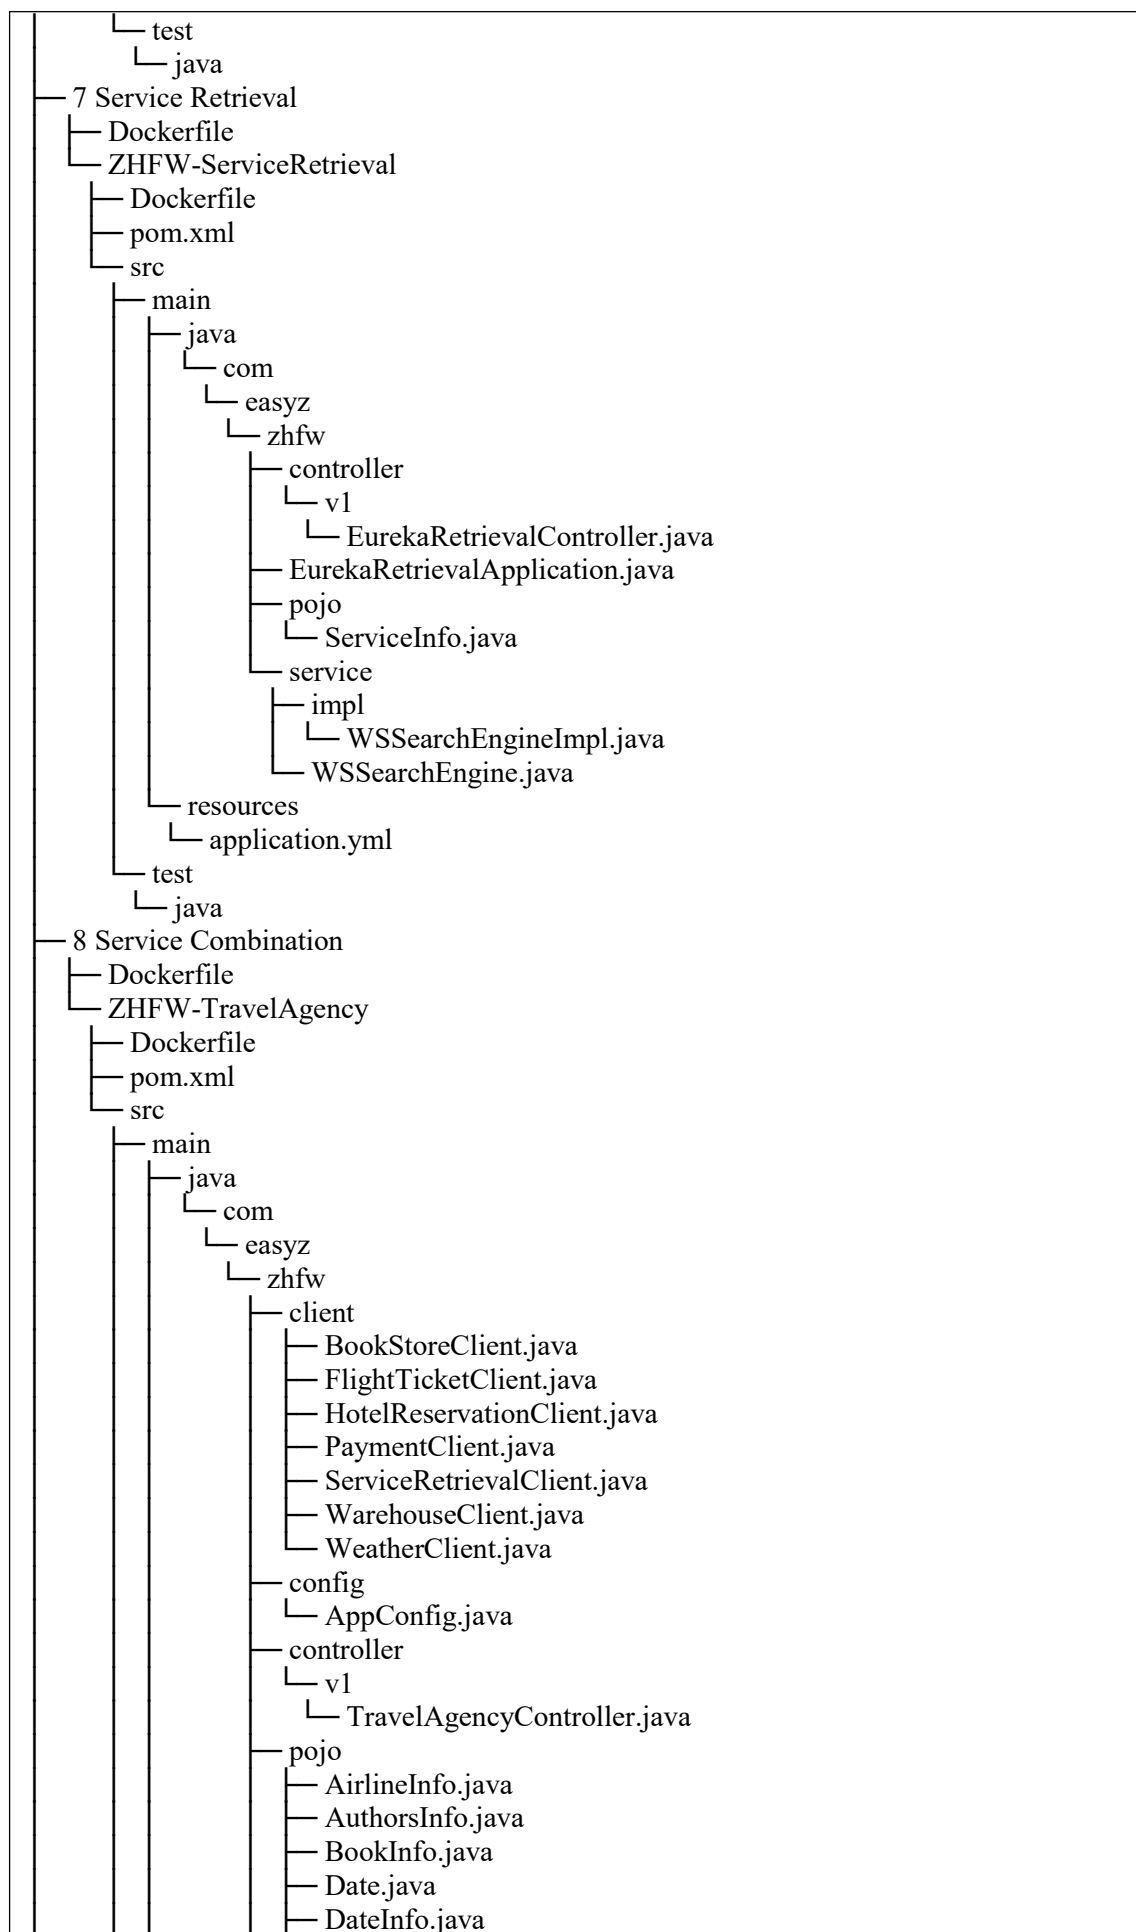 test
java
7 Service Retrieval
Dockerfile
ZHFW-ServiceRetrieval
Dockerfile
pom.xml
src
main
java
com
easyz
zhfw
controller
v1
EurekaRetrievalController.java
EurekaRetrievalApplication.java
pojo
ServiceInfo.java
service
impl
WSSearchEngineImpl.java
WSSearchEngine.java
resources
application.yml
test
java
8 Service Combination
Dockerfile
ZHFW-TravelAgency
Dockerfile
pom.xml
src
main
java
com
easyz
zhfw
client
BookStoreClient.java
FlightTicketClient.java
HotelReservationClient.java
PaymentClient.java
ServiceRetrievalClient.java
WarehouseClient.java
WeatherClient.java
config
AppConfig.java
controller
v1
TravelAgencyController.java
pojo
AirlineInfo.java
AuthorsInfo.java
BookInfo.java
Date.java
DateInfo.java